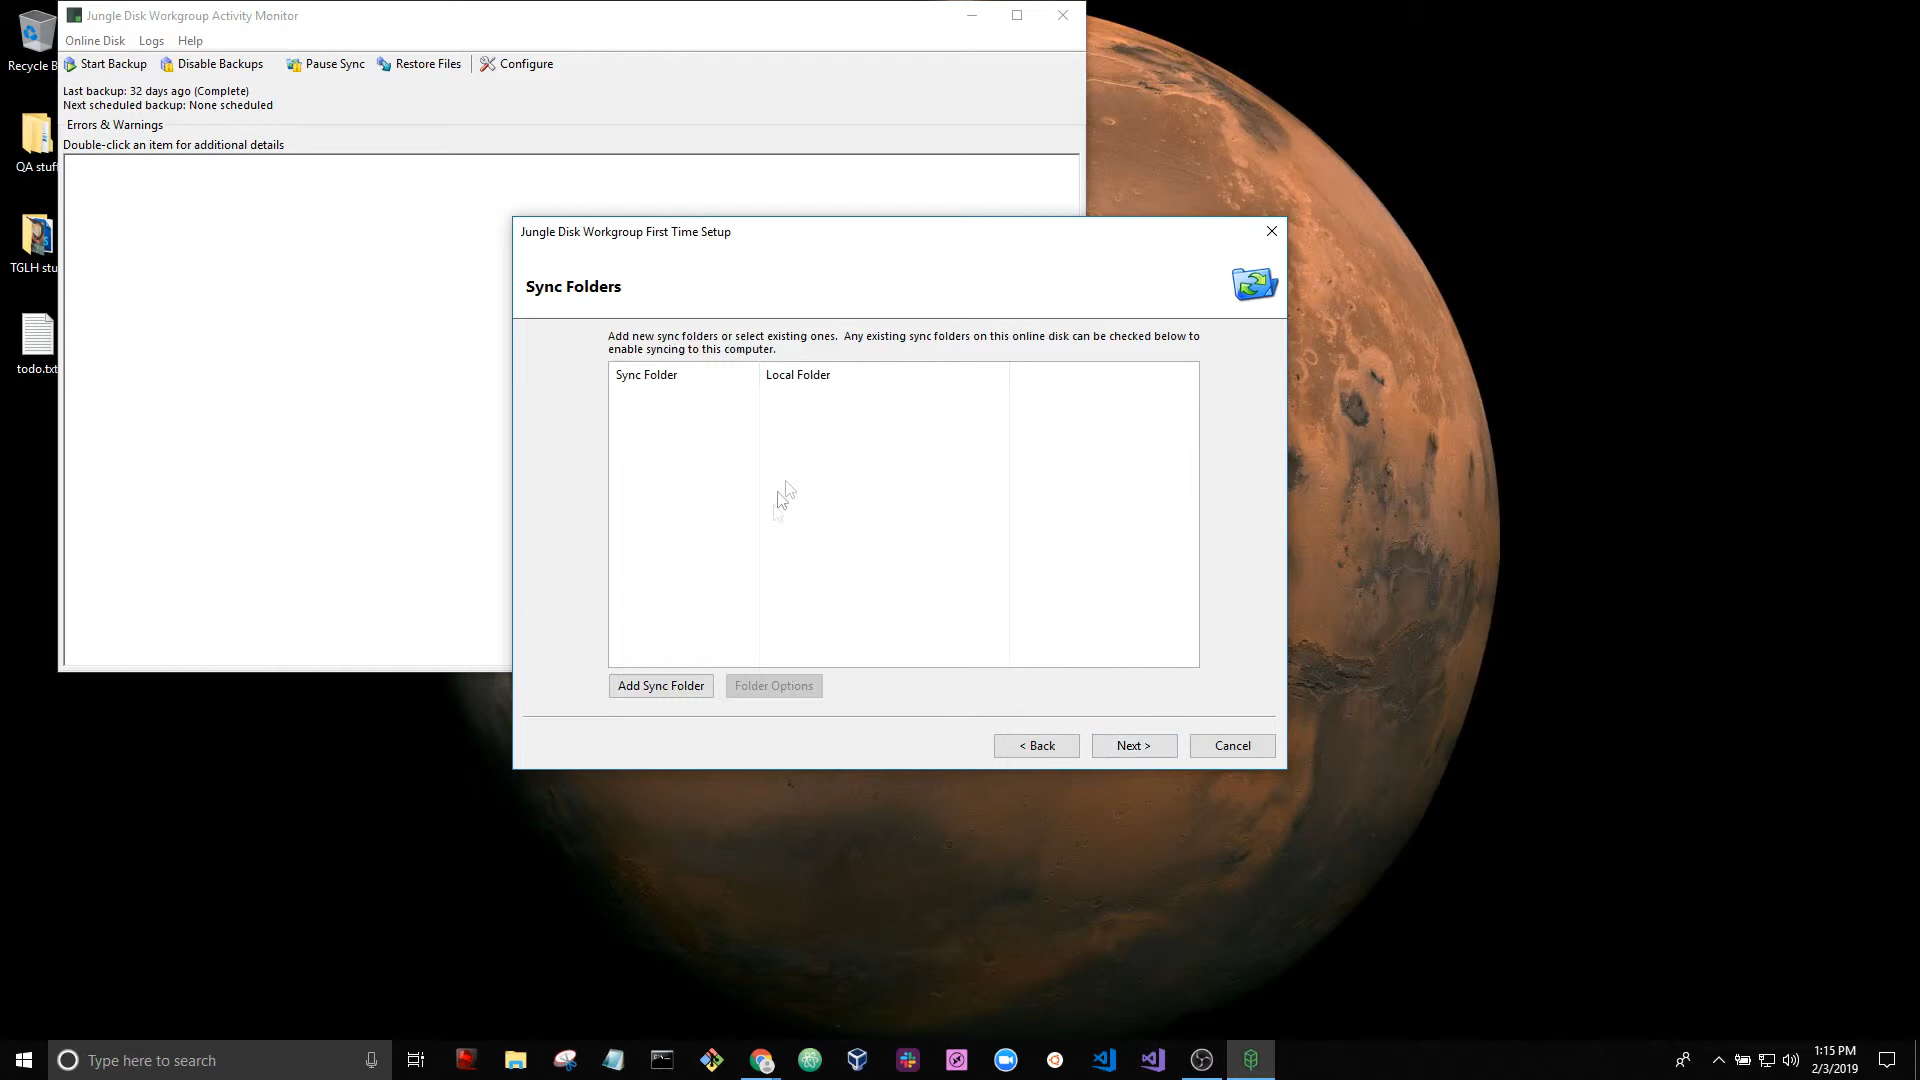 Jungle Disk Workgroup Activity Monitor
Online Disk Logs Help
Start Backup Disable Backups Pause Sync Restore Files Configure
Last backup: 32 days ago (Complete)
Next scheduled backup: None scheduled
Errors & Warnings
Double-click an item for additional details
Recycle B
QA stuf
TGLH stu
todo.txt
Jungle Disk Workgroup First Time Setup
Sync Folders
Add new sync folders or select existing ones. Any existing sync folders on this online disk can be checked below to
enable syncing to this computer.
Sync Folder Local Folder
Add Sync Folder Folder Options
< Back Next > Cancel
Type here to search
1:15 PM
2/3/2019